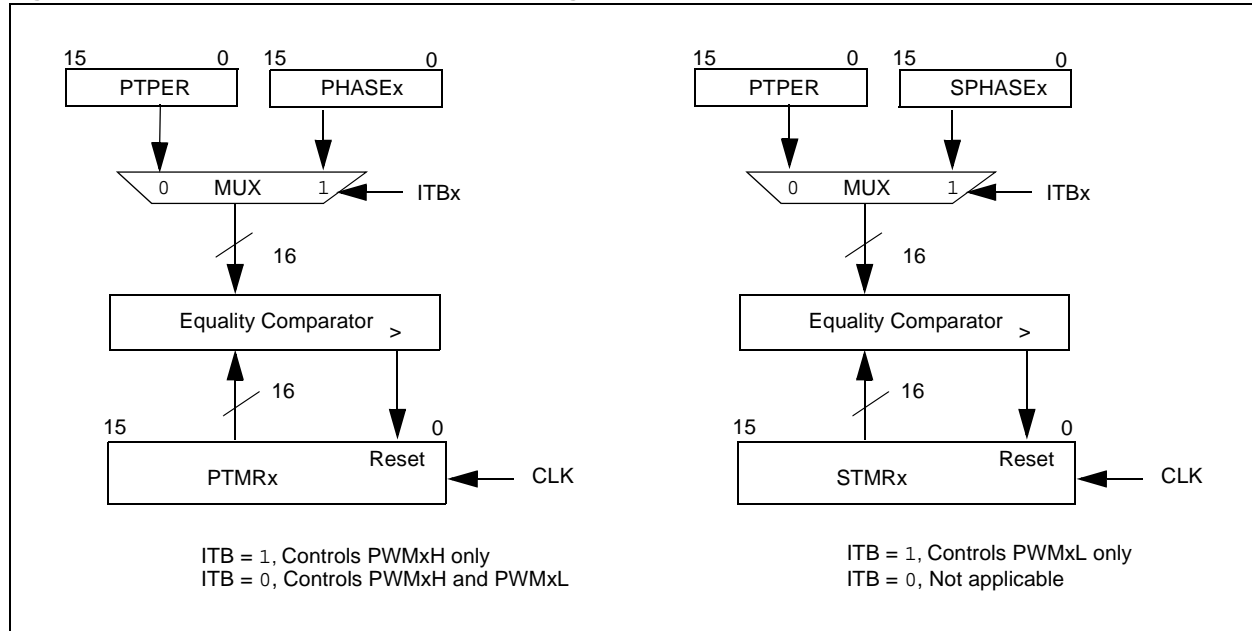 15 0 15 0
PTPER PHASEx
0 MUX 1
ITBx
16
Equality Comparator >
16
15 0
Reset
PTMRx
CLK
ITB = 1, Controls PWMxH only
ITB = 0, Controls PWMxH and PWMxL
15 0 15 0
PTPER SPHASEx
0 MUX 1
ITBx
16
Equality Comparator >
16
15 0
Reset
STMRx
CLK
ITB = 1, Controls PWMxL only
ITB = 0, Not applicable